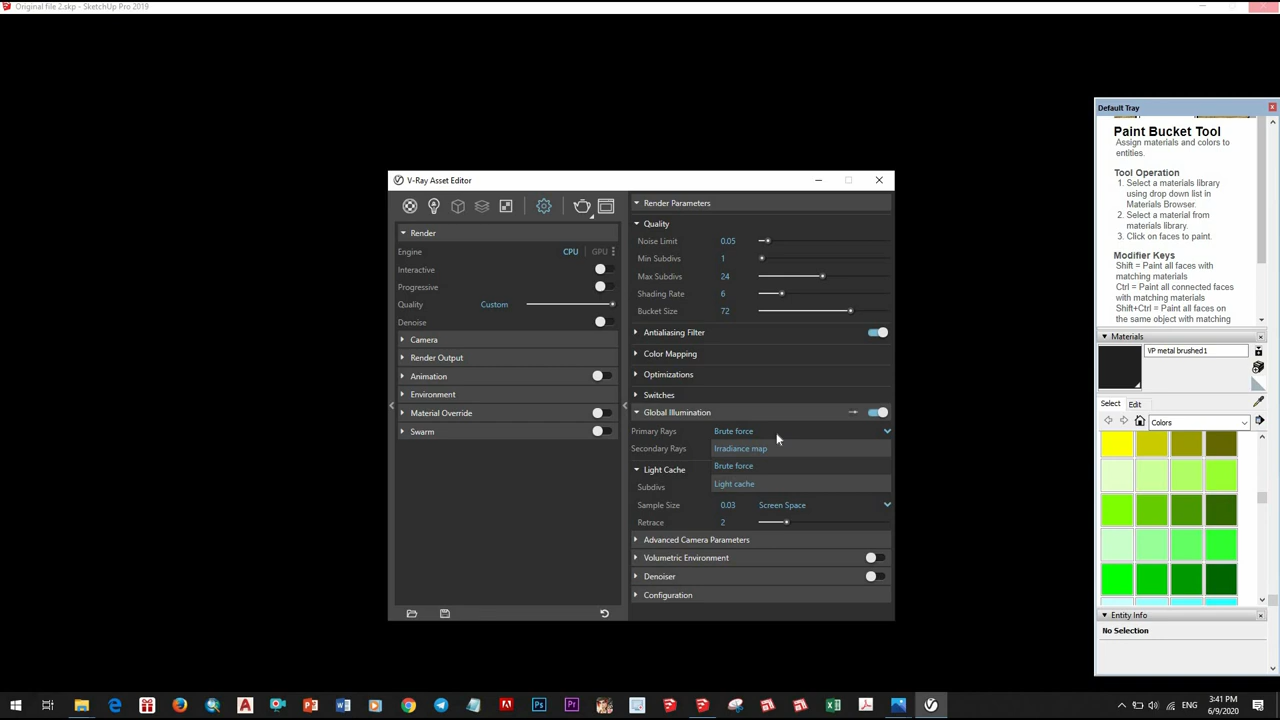 Original file 2.skp - SketchUp Pro 2019
V-Ray Asset Editor
Render
Engine
CPU
GPU
Interactive
Progressive
Quality
Custom
Denoise
Camera
Render Output
Animation
Environment
Material Override
Swarm
Render Parameters
Quality
Noise Limit 0.05
Min Subdivs 1
Max Subdivs 24
Shading Rate 6
Bucket Size 72
Antialiasing Filter
Color Mapping
Optimizations
Switches
Global Illumination
Primary Rays Brute force
Secondary Rays Irradiance map
Brute force
Light Cache
Light cache
Subdivs
Sample Size 0.03 Screen Space
Retrace 2
Advanced Camera Parameters
Volumetric Environment
Denoiser
Configuration
Default Tray
Paint Bucket Tool
Assign materials and colors to
entities.
Tool Operation
1. Select a materials library
using drop down list in
Materials Browser.
2. Select a material from
materials library.
3. Click on faces to paint.
Modifier Keys
Shift = Paint all faces with
matching materials
Ctrl = Paint all connected faces
with matching materials
Shift+Ctrl = Paint all faces on
the same object with matching
Materials
VP metal brushed1
Select Edit
Colors
Entity Info
No Selection
ENG
3:41 PM
6/9/2020